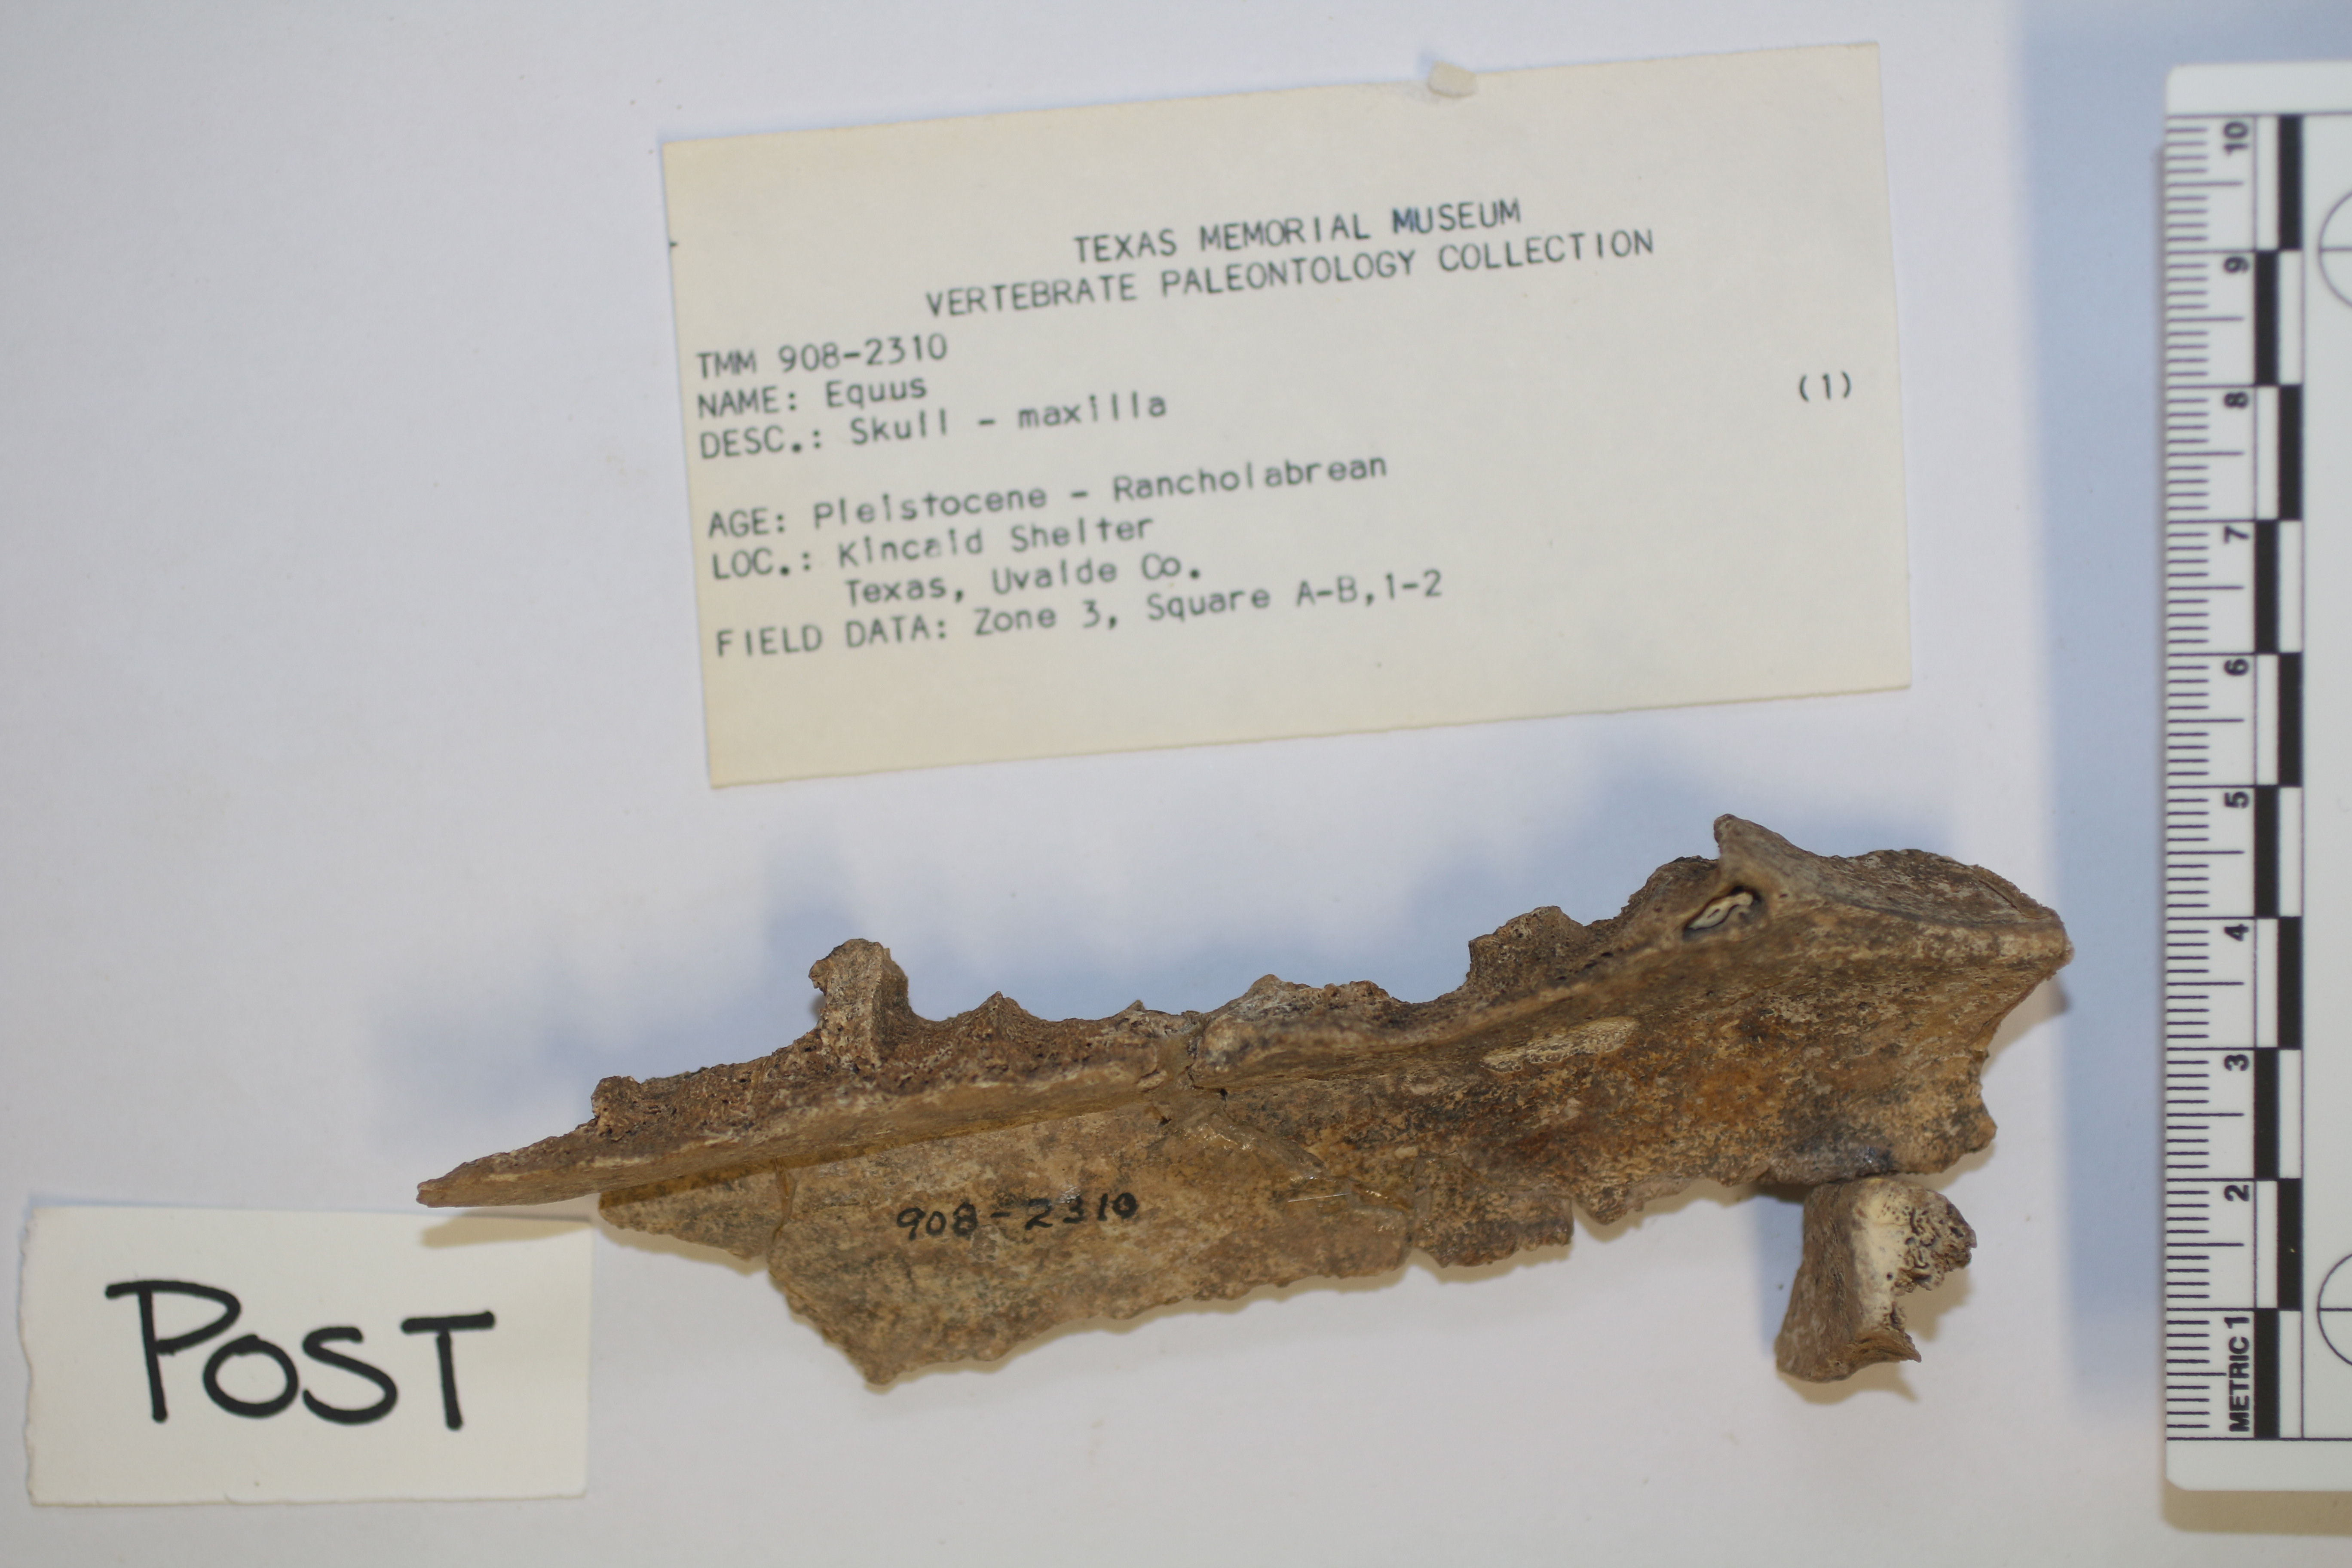 TEXAS MEMORIAL MUSEUM
VERTEBRATE PALEONTOLOGY COLLECTION
TMM 908-2310
NAME: Equus (1)
DESC.: Skull - maxilla
AGE: Pleistocene - Rancholabrean
LOC.: Kincaid Shelter
Texas, Uvalde Co.
FIELD DATA: Zone 3, Square A-B,1-2
908-2310
POST
10
9
8
7
6
5
4
3
2
METRIC 1